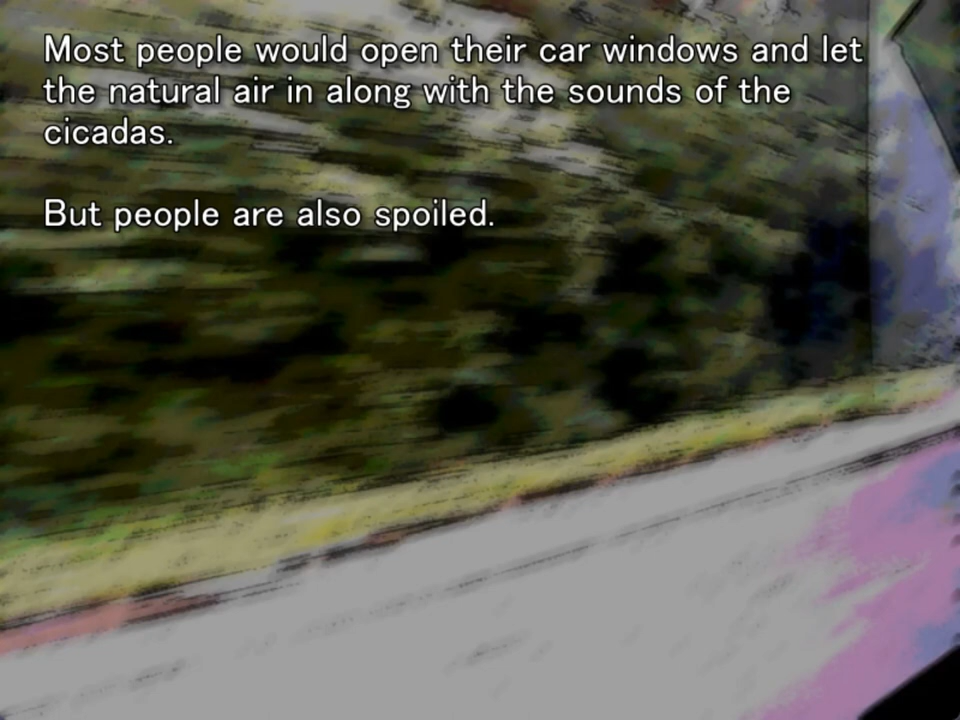 Most people would open their car windows and let
the natural air in along with the sounds of the
cicadas.
But people are also spoiled.